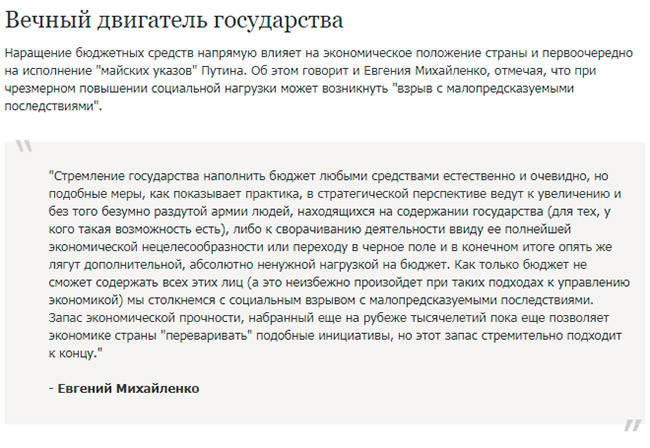 Вечный двигатель государства
Наращение бюджетных средств напрямую влияет на экономическое положение страны и первоочередно
на исполнение "майских указов" Путина. Об этом говорит и Евгения Михайленко, отмечая, что при
чрезмерном повышении социальной нагрузки может возникнуть "взрыв с малопредсказуемыми
последствиями".
"Стремление государства наполнить бюджет любыми средствами естественно и очевидно, но
подобные меры, как показывает практика, в стратегической перспективе ведут к увеличению и
без того безумно раздутой армии людей, находящихся на содержании государства (для тех, у
кого такая возможность есть), либо к сворачиванию деятельности ввиду ее полнейшей
экономической нецелесообразности или переходу в черное поле и в конечном итоге опять же
лягут дополнительной, абсолютно ненужной нагрузкой на бюджет. Как только бюджет не
сможет содержать всех этих лиц (а это неизбежно произойдет при таких подходах к управлению
экономикой) мы столкнемся с социальным взрывом с малопредсказуемыми последствиями.
Запас экономической прочности, набранный еще на рубеже тысячелетий пока еще позволяет
экономике страны "переваривать" подобные инициативы, но этот запас стремительно подходит
к концу."
- Евгений Михайленко